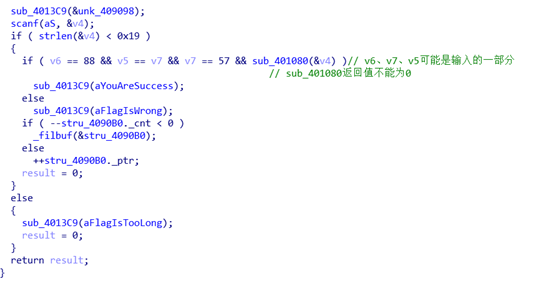 sub_4013C9(&unk_409098);
scanf(aS, &v4);
if ( strlen(&v4) < 0x19 )
{
if ( v6 == 88 && v5 == v7 && v7 == 57 && sub_401080(&v4) )// v6、v7、v5可能是输入的一部分
// sub_401080返回值不能为0
sub_4013C9(aYouAreSuccess);
else
sub_4013C9(aFlagIsWrong);
if ( --stru_4090B0._cnt < 0 )
_filbuf(&stru_4090B0);
else
++stru_4090B0._ptr;
result = 0;
}
else
{
sub_4013C9(aFlagIsTooLong);
result = 0;
}
return result;
}